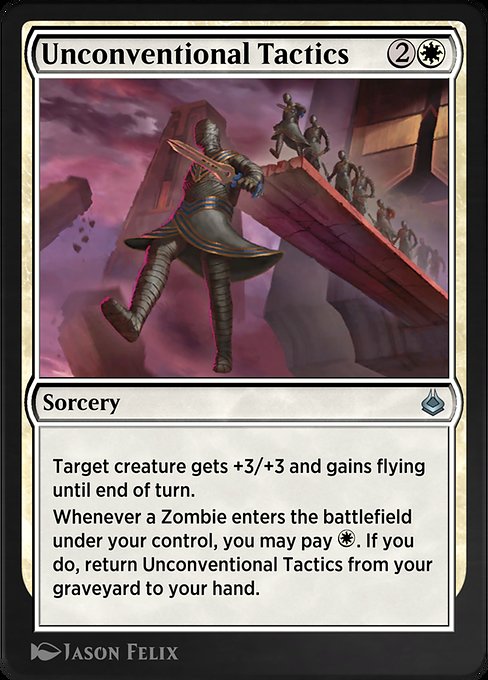 Unconventional Tactics 2
Sorcery
Target creature gets +3/+3 and gains flying
until end of turn.
Whenever a Zombie enters the battlefield
under your control, you may pay . If you
do, return Unconventional Tactics from your
graveyard to your hand.
Jason Felix